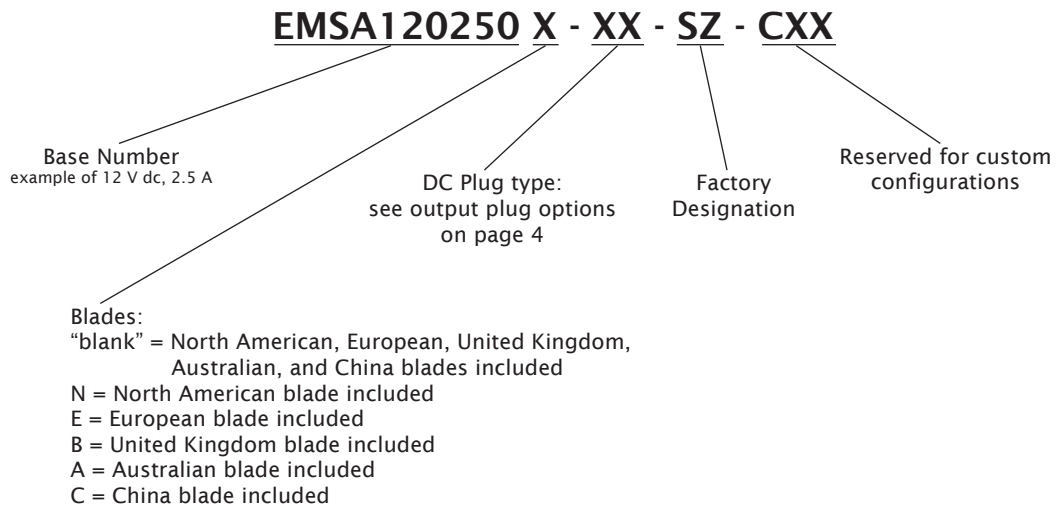 EMSA120250 X - XX - SZ - CXX
Base Number
example of 12 V dc, 2.5 A
DC Plug type:
see output plug options
on page 4
Factory
Designation
Reserved for custom
configurations
Blades:
“blank” = North American, European, United Kingdom,
Australian, and China blades included
N = North American blade included
E = European blade included
B = United Kingdom blade included
A = Australian blade included
C = China blade included